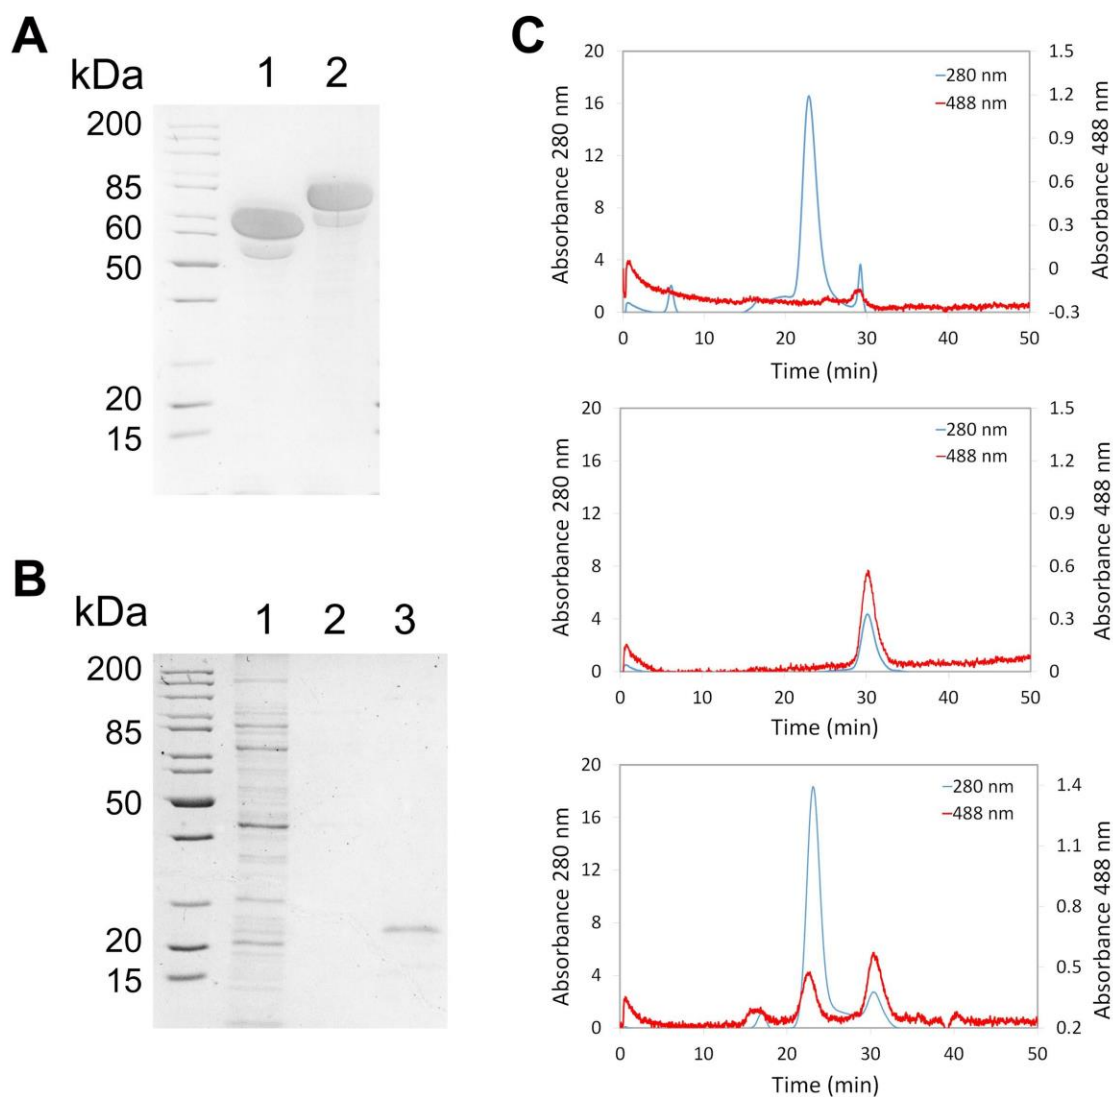 A
kDa 1 2
200
85
60
50
20
15
B
kDa 1 2 3
200
85
50
20
15
C
20 1.5
280 nm
488 nm
16 1.2
0.9
12
0.6
8
0.3
4 0
0 -0.3
0 10 20 30 40 50
Absorbance 280 nm
Absorbance 488 nm
Time (min)
20 1.5
280 nm
488 nm
16 1.2
12 0.9
8 0.6
4 0.3
0 0
0 10 20 30 40 50
Absorbance 280 nm
Absorbance 488 nm
Time (min)
20
280 nm
1.4
488 nm
16
1.1
12
0.8
8
0.5
4
0 0.2
0 10 20 30 40 50
Absorbance 280 nm
Absorbance 488 nm
Time (min)